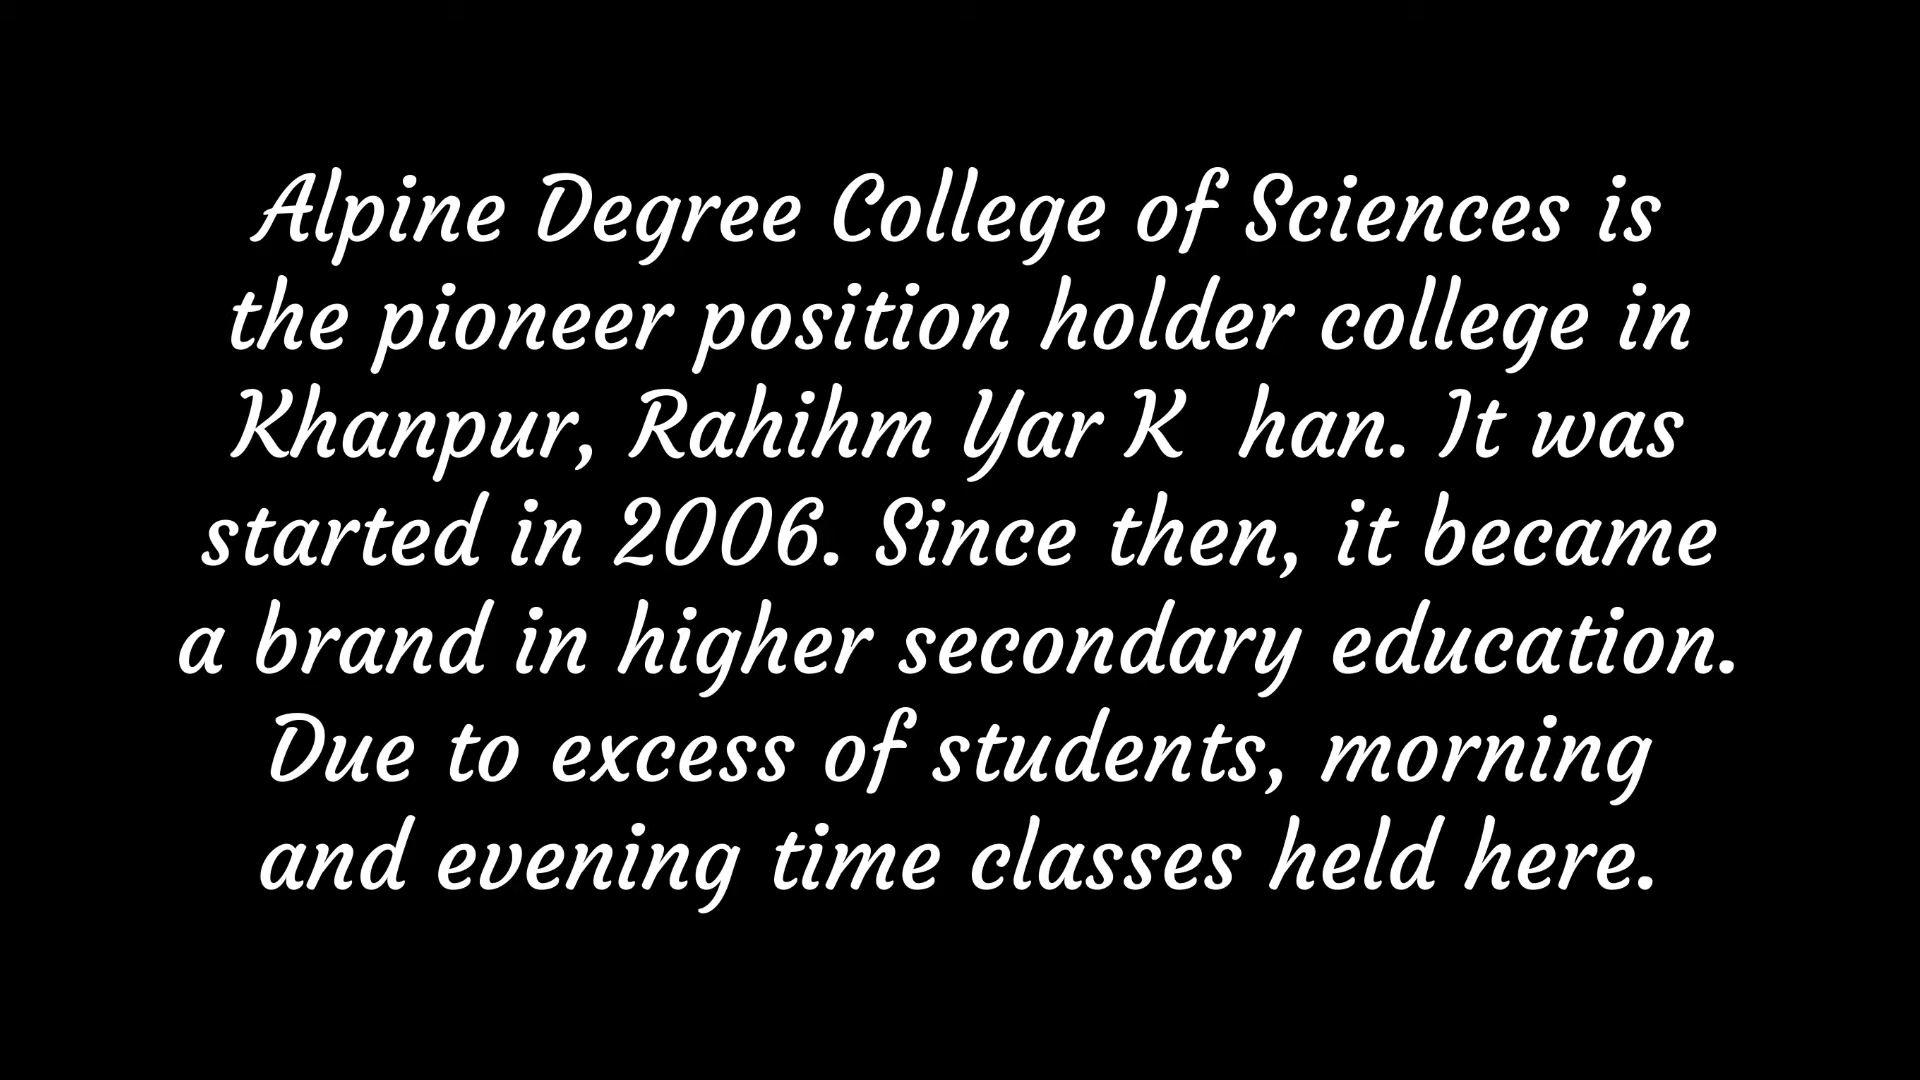 Alpine Degree College of Sciences is
the pioneer position holder college in
Khanpur, Rahihm Yar K  han. It was
started in 2006. Since then, it became
a brand in higher secondary education.
Due to excess of students, morning
and evening time classes held here.